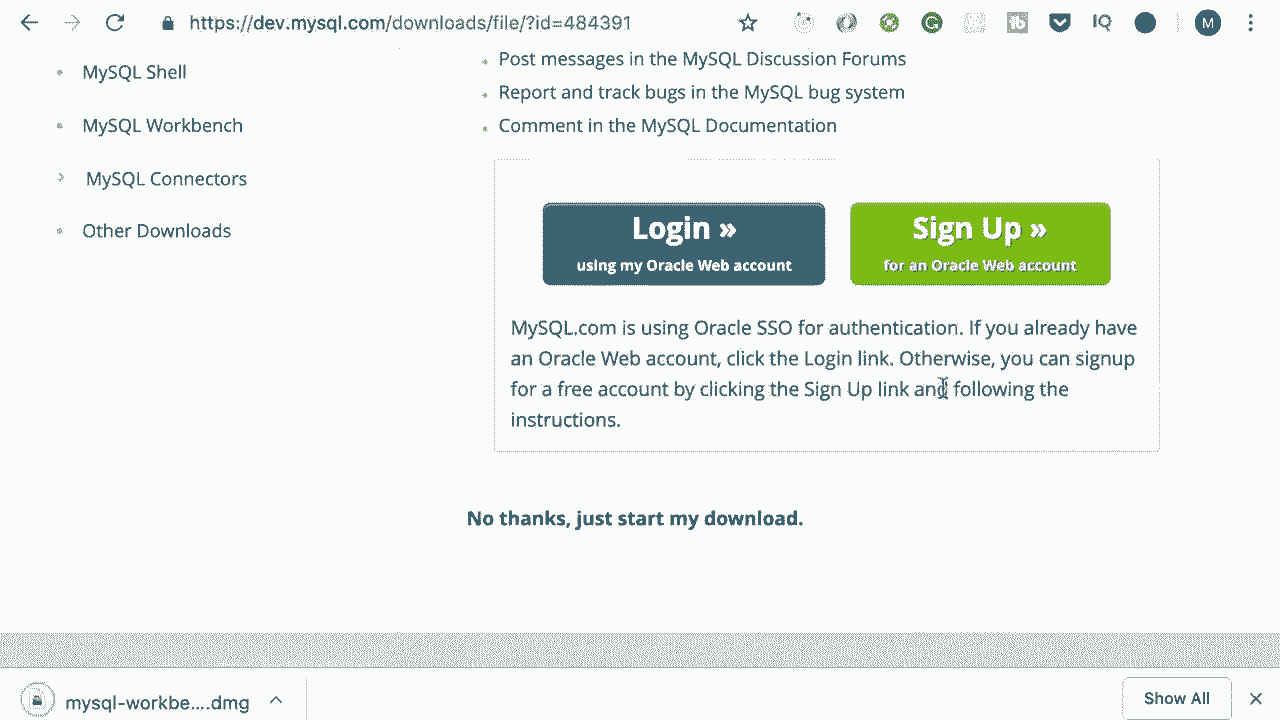 https://dev.mysql.com/downloads/file/?id=484391
M
MySQL Shell
MySQL Workbench
MySQL Connectors
Other Downloads
Post messages in the MySQL Discussion Forums
Report and track bugs in the MySQL bug system
Comment in the MySQL Documentation
Login »
using my Oracle Web account
Sign Up »
for an Oracle Web account
MySQL.com is using Oracle SSO for authentication. If you already have
an Oracle Web account, click the Login link. Otherwise, you can signup
for a free account by clicking the Sign Up link and following the
instructions.
No thanks, just start my download.
mysql-workbe....dmg
Show All